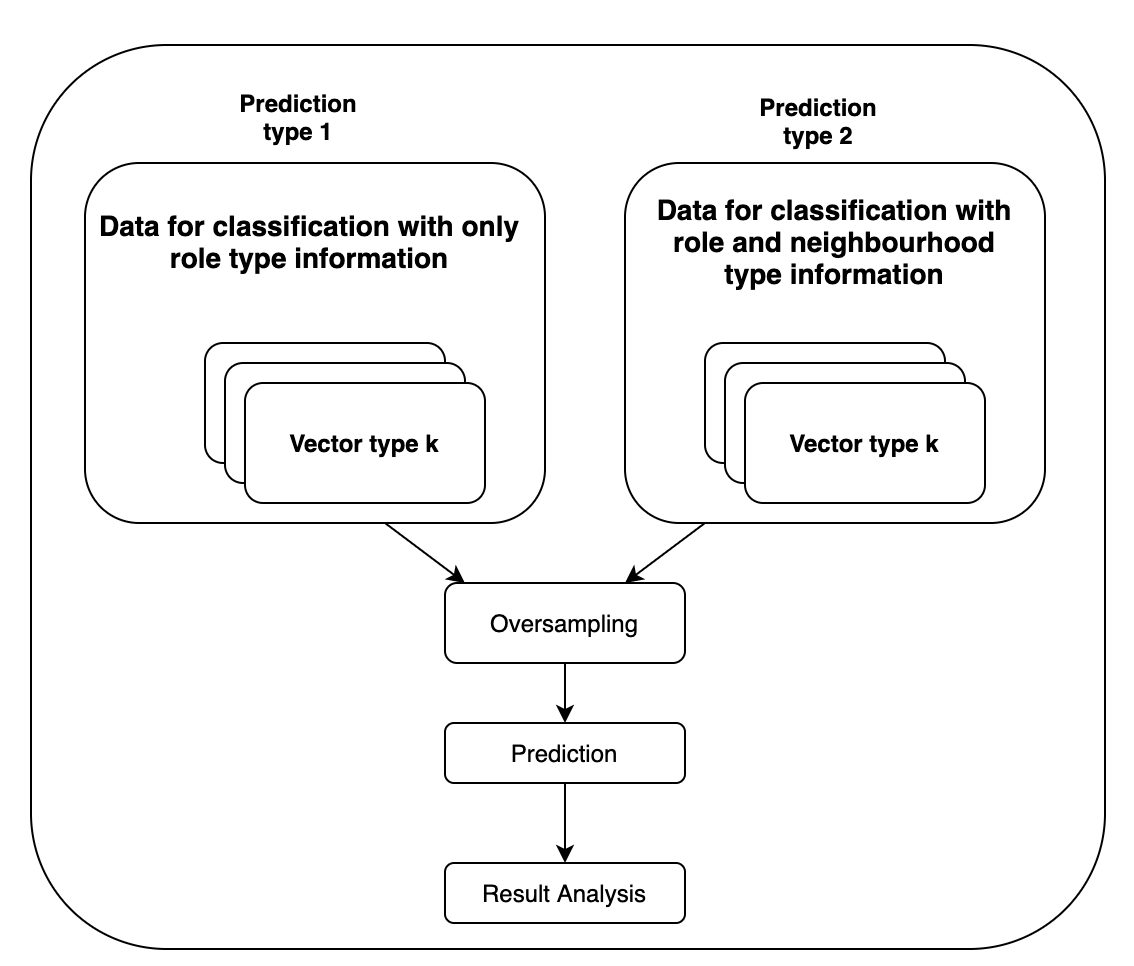 Prediction
type 1
Prediction
type 2
Data for classification with only
role type information
Vector type k
Data for classification with
role and neighbourhood
type information
Vector type k
Oversampling
Prediction
Result Analysis